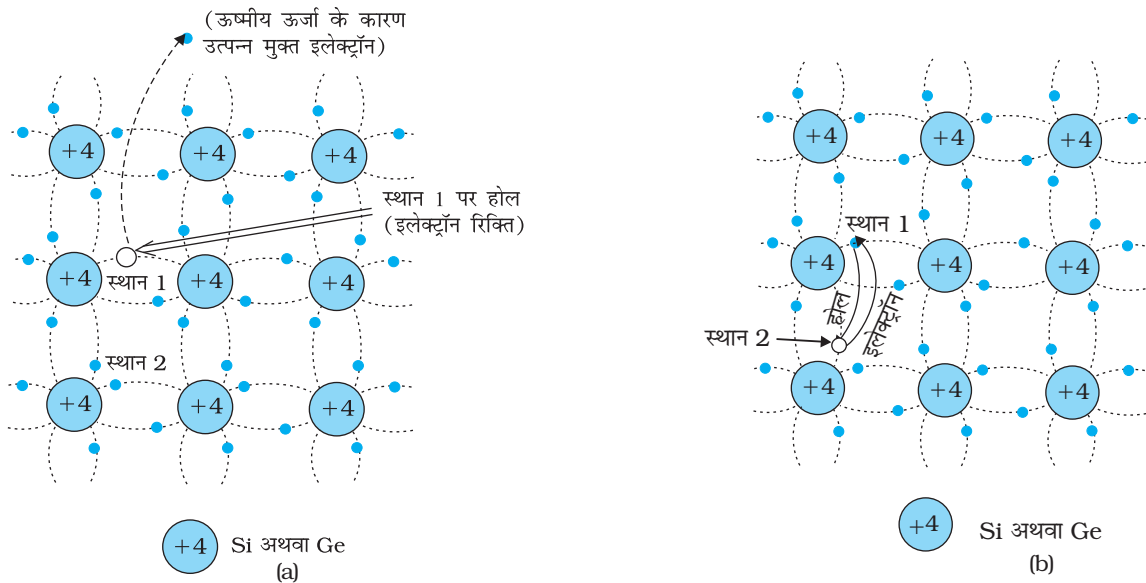 (ऊष्मीय ऊर्जा के कारण
उत्पन्न मुक्त इलेक्ट्रॉन)
+4 +4 +4
स्थान 1 पर होल
(इलेक्ट्रॉन रिक्ति)
+4 +4 +4
स्थान 1
स्थान 2
+4 +4 +4
+4 Si अथवा Ge
(a)
+4 +4 +4
स्थान 1
+4 +4 +4
होल
इलेक्ट्रॉन
स्थान 2
+4 +4 +4
+4 Si अथवा Ge
(b)